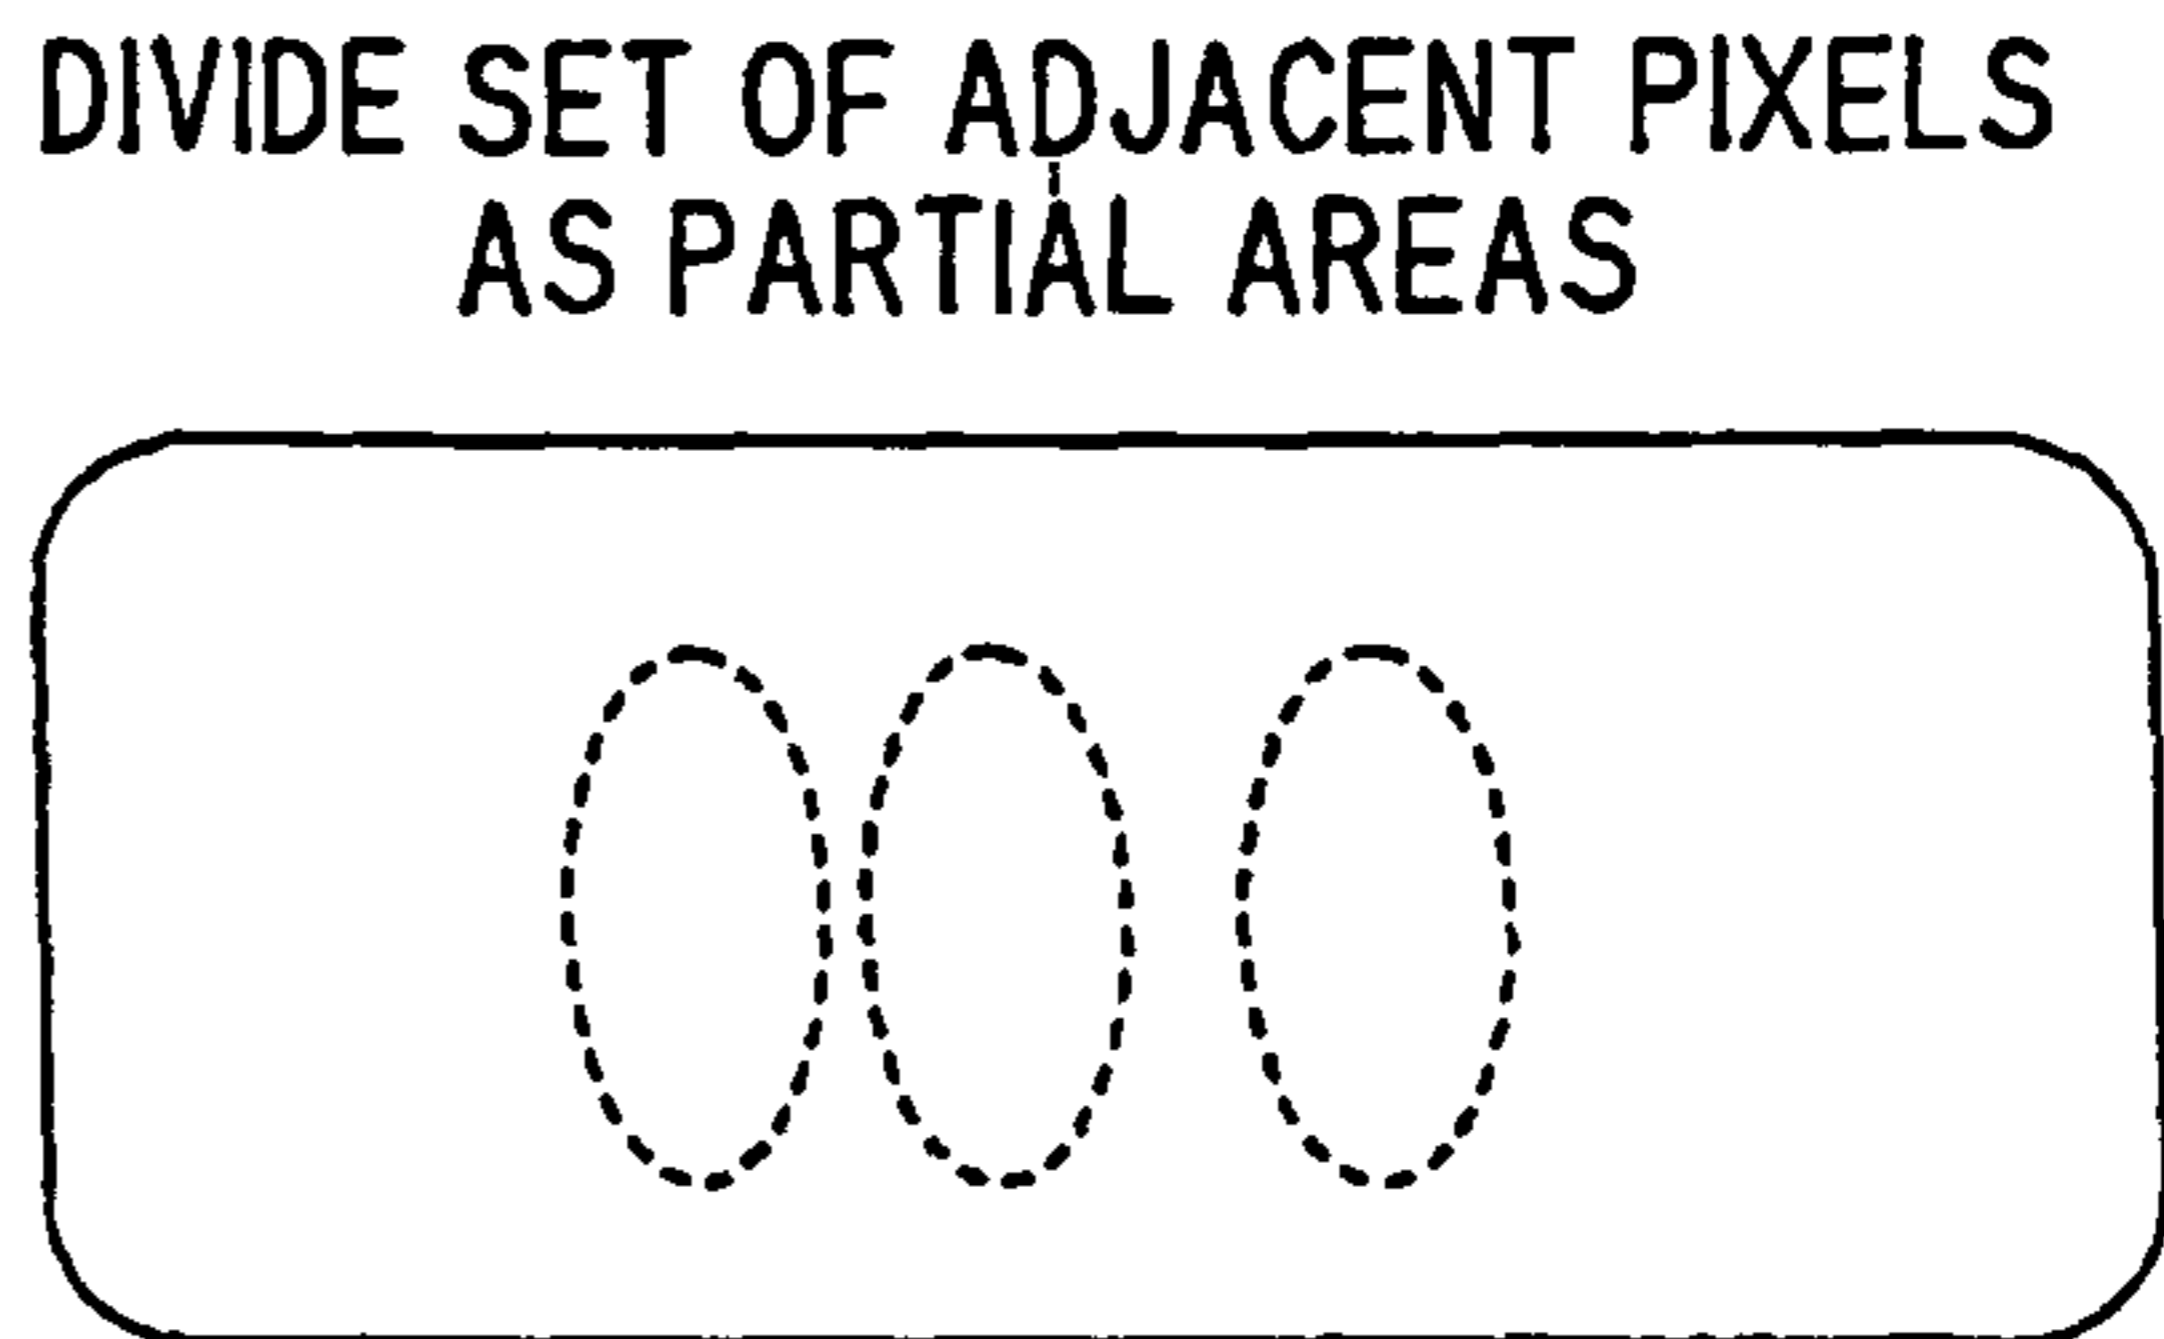 DIVIDE SET OF ADJACENT PIXELS
AS PARTIAL AREAS